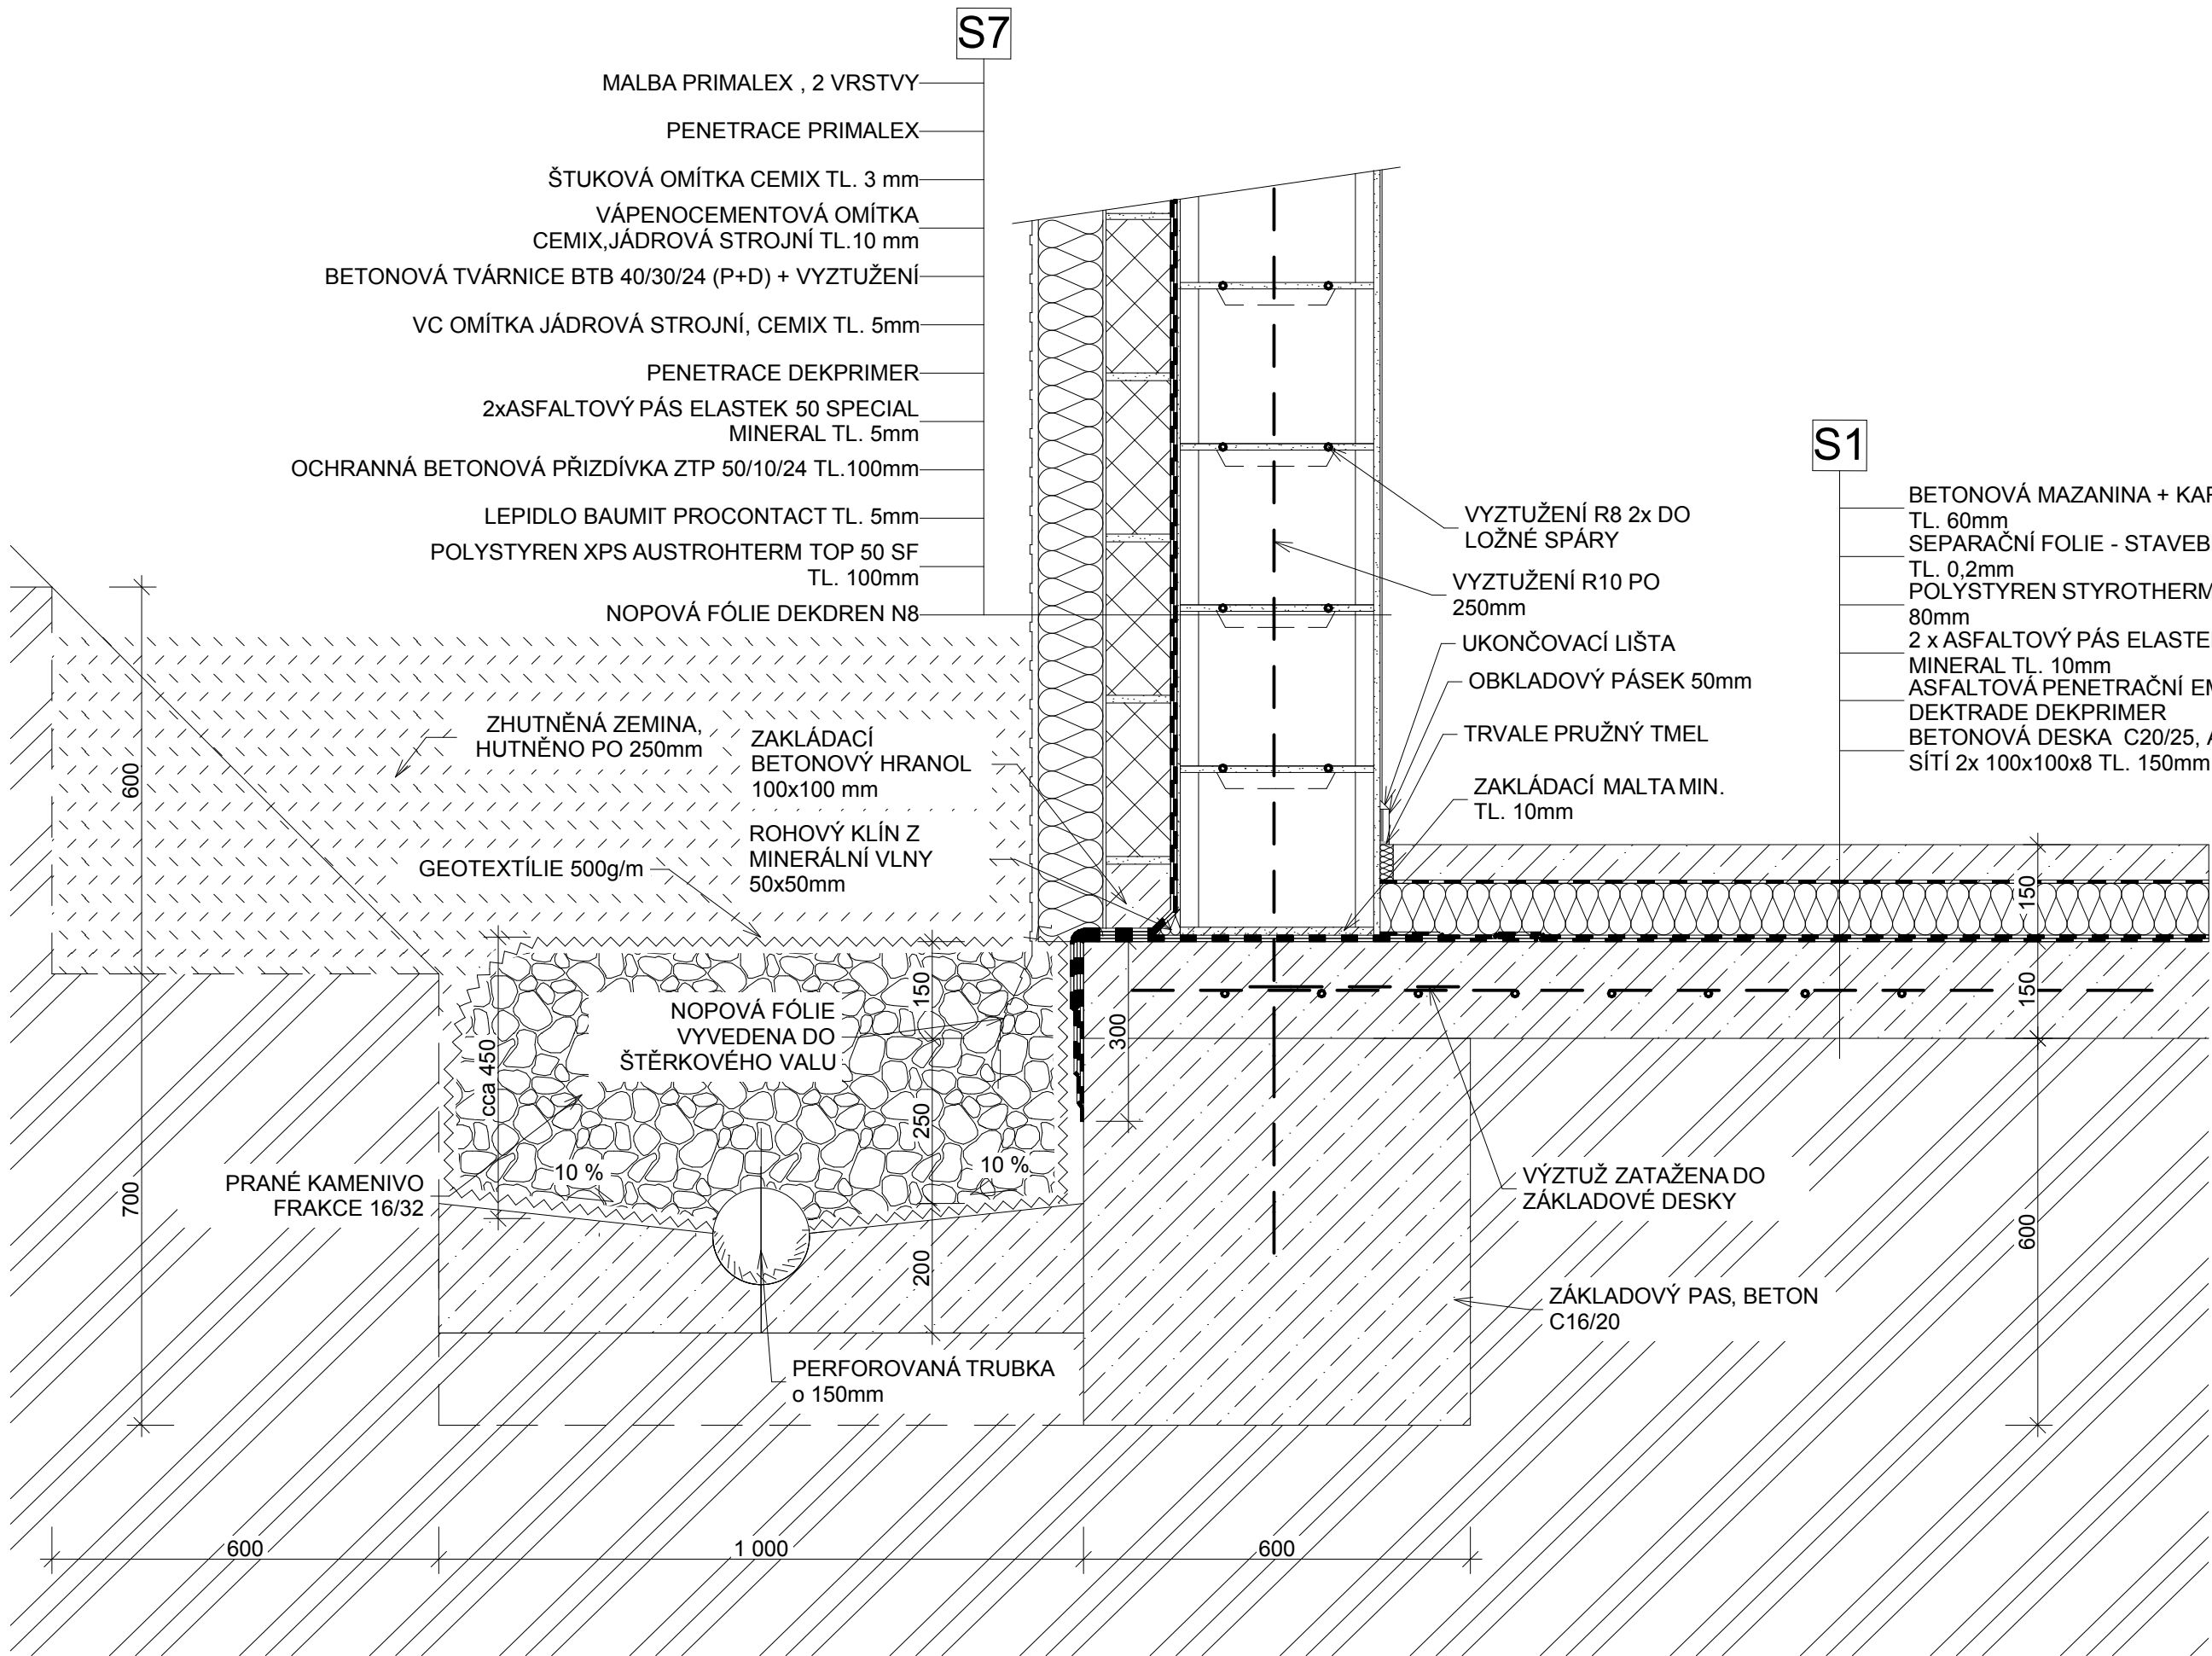 S7
MALBA PRIMALEX , 2 VRSTVY
PENETRACE PRIMALEX
ŠTUKOVÁ OMÍTKA CEMIX TL. 3 mm
VÁPENOCEMENTOVÁ OMÍTKA
CEMIX,JÁDROVÁ STROJNÍ TL.10 mm
BETONOVÁ TVÁRNICE BTB 40/30/24 (P+D) + VYZTUŽENÍ
VC OMÍTKA JÁDROVÁ STROJNÍ, CEMIX TL. 5mm
PENETRACE DEKPRIMER
2xASFALTOVÝ PÁS ELASTEK 50 SPECIAL
MINERAL TL. 5mm
OCHRANNÁ BETONOVÁ PŘIZDÍVKA ZTP 50/10/24 TL.100mm
LEPIDLO BAUMIT PROCONTACT TL. 5mm
POLYSTYREN XPS AUSTROHTERM TOP 50 SF
TL. 100mm
NOPOVÁ FÓLIE DEKDREN N8
S1
BETONOVÁ MAZANINA + KAR
TL. 60mm
SEPARAČNÍ FOLIE - STAVEB
TL. 0,2mm
POLYSTYREN STYROTHERM
80mm
2 x ASFALTOVÝ PÁS ELASTE
MINERAL TL. 10mm
ASFALTOVÁ PENETRAČNÍ EM
DEKTRADE DEKPRIMER
BETONOVÁ DESKA C20/25, A
SÍTÍ 2x 100x100x8 TL. 150mm
VYZTUŽENÍ R8 2x DO
LOŽNÉ SPÁRY
VYZTUŽENÍ R10 PO
250mm
UKONČOVACÍ LIŠTA
OBKLADOVÝ PÁSEK 50mm
TRVALE PRUŽNÝ TMEL
ZAKLÁDACÍ MALTA MIN.
TL. 10mm
ZHUTNĚNÁ ZEMINA,
HUTNĚNO PO 250mm
ZAKLÁDACÍ
BETONOVÝ HRANOL
100x100 mm
ROHOVÝ KLÍN Z
MINERÁLNÍ VLNY
50x50mm
GEOTEXTÍLIE 500g/m
NOPOVÁ FÓLIE
VYVEDENA DO
ŠTĚRKOVÉHO VALU
PRANÉ KAMENIVO
FRAKCE 16/32
10 %
10 %
PERFOROVANÁ TRUBKA
o 150mm
VÝZTUŽ ZATAŽENA DO
ZÁKLADOVÉ DESKY
ZÁKLADOVÝ PAS, BETON
C16/20
600
700
cca 450
150
250
200
300
150
150
600
600
1 000
600